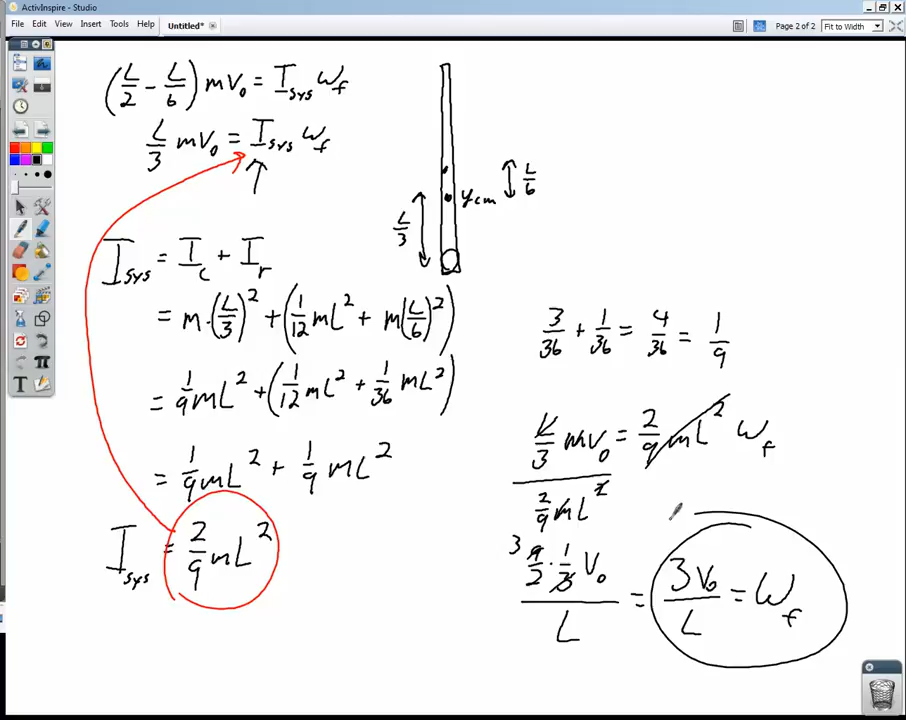 ActivInspire - Studio
File Edit View Insert Tools Help Untitled* Page 2 of 2 Fit to Width
(L/2 - L/6) mv₀ = I_sys ω_f
L/3 mv₀ = I_sys ω_f
y_cm
L/6
L/3
I_sys = I_c + I_r
= m·(L/3)² + (1/12 mL² + m(L/6)²)
= 1/9 mL² + (1/12 mL² + 1/36 mL²)
= 1/9 mL² + 1/9 mL²
I_sys = 2/9 mL²
3/36 + 1/36 = 4/36 = 1/9
L/3 mv₀ = 2/9 mL² ω_f
2/9 mL²
3 9/2 · 1/3 v₀
L
= 3v₀/L = ω_f